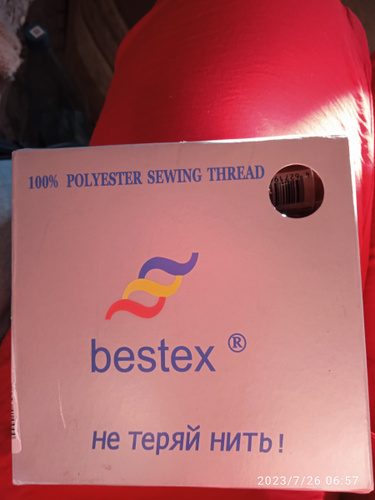 100% POLYESTER SEWING THREAD
bestex ®
не теряй нить!
2023/7/26 06:57